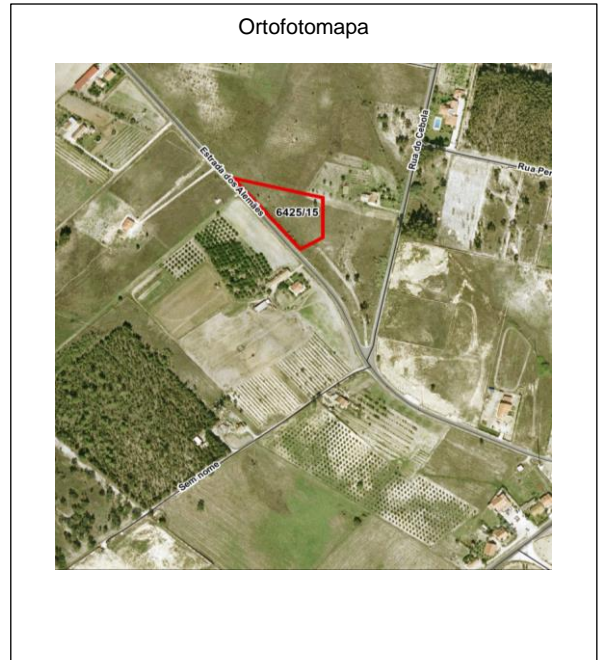 Ortofotomapa
Rua do Cebola
Estrada dos Alemães
Rua Per
6425/15
Sem nome